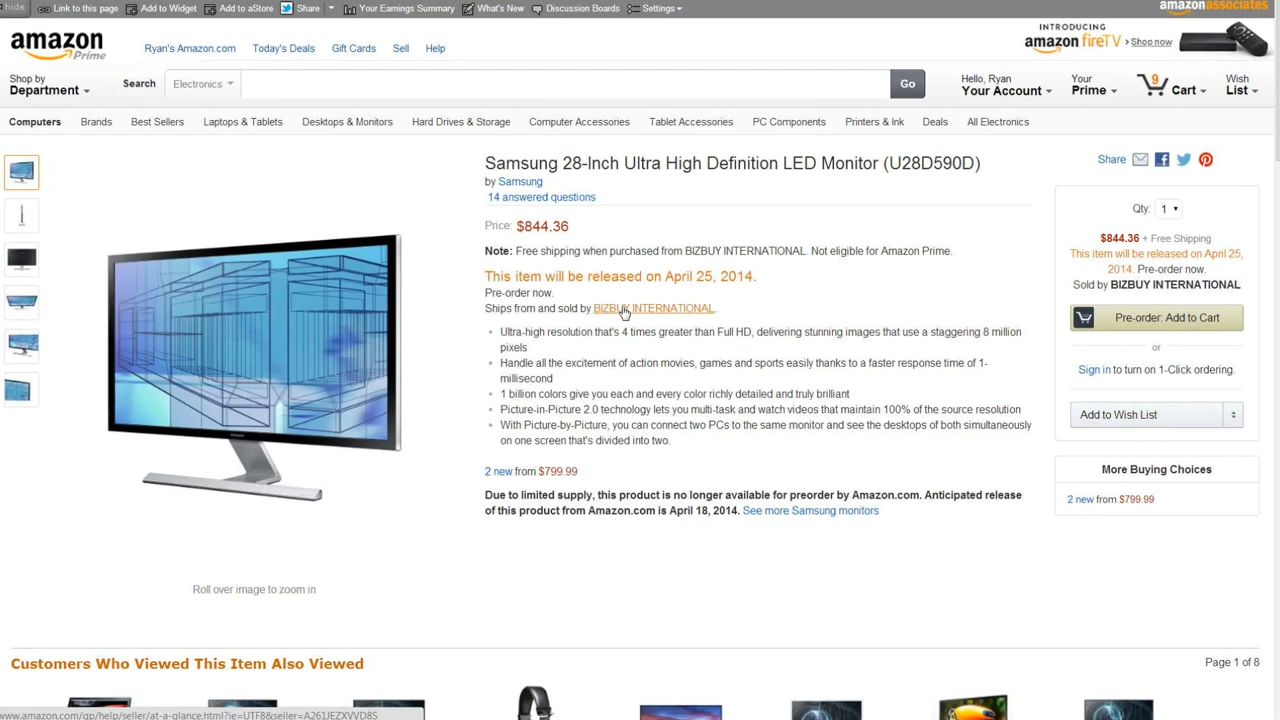 hide Link to this page Add to Widget Add to aStore Share Your Earnings Summary What's New Discussion Boards Settings
amazon associates
amazon Prime
Ryan's Amazon.com Today's Deals Gift Cards Sell Help
INTRODUCING
amazon fireTV Shop now
Shop by
Department
Search Electronics Go
Hello, Ryan
Your Account
Your
Prime
9
Cart
Wish
List
Computers Brands Best Sellers Laptops & Tablets Desktops & Monitors Hard Drives & Storage Computer Accessories Tablet Accessories PC Components Printers & Ink Deals All Electronics
Samsung 28-Inch Ultra High Definition LED Monitor (U28D590D)
by Samsung
14 answered questions
Price: $844.36
Note: Free shipping when purchased from BIZBUY INTERNATIONAL. Not eligible for Amazon Prime.
This item will be released on April 25, 2014.
Pre-order now.
Ships from and sold by BIZBUY INTERNATIONAL.
Ultra-high resolution that's 4 times greater than Full HD, delivering stunning images that use a staggering 8 million
pixels
Handle all the excitement of action movies, games and sports easily thanks to a faster response time of 1-
millisecond
1 billion colors give you each and every color richly detailed and truly brilliant
Picture-in-Picture 2.0 technology lets you multi-task and watch videos that maintain 100% of the source resolution
With Picture-by-Picture, you can connect two PCs to the same monitor and see the desktops of both simultaneously
on one screen that's divided into two.
2 new from $799.99
Due to limited supply, this product is no longer available for preorder by Amazon.com. Anticipated release
of this product from Amazon.com is April 18, 2014. See more Samsung monitors
Share
Qty: 1
$844.36 + Free Shipping
This item will be released on April 25,
2014. Pre-order now.
Sold by BIZBUY INTERNATIONAL
Pre-order: Add to Cart
or
Sign in to turn on 1-Click ordering.
Add to Wish List
More Buying Choices
2 new from $799.99
Roll over image to zoom in
Customers Who Viewed This Item Also Viewed
Page 1 of 8
www.amazon.com/gp/help/seller/at-a-glance.html?ie=UTF8&seller=A261JEZXVVD8S